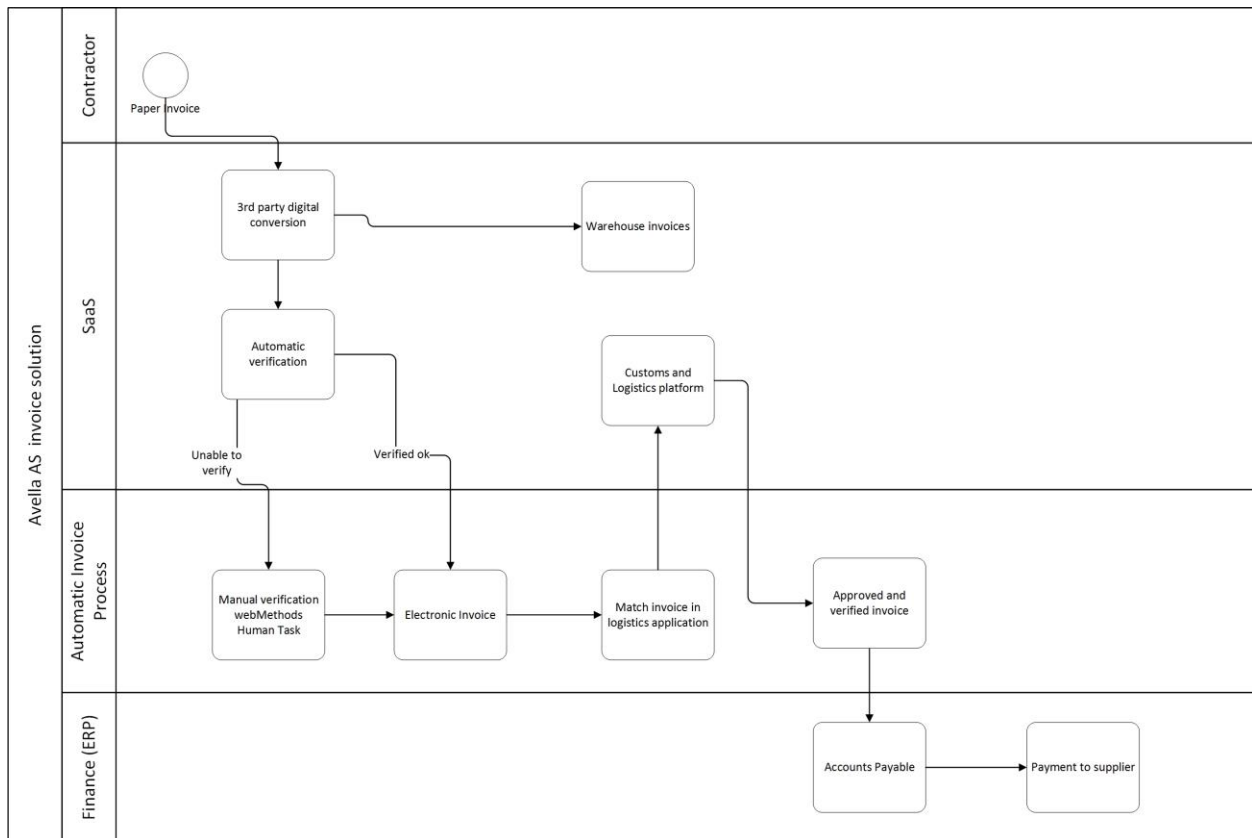 Avella AS invoice solution
Contractor
Paper Invoice
SaaS
3rd party digital
conversion
Warehouse invoices
Automatic
verification
Customs and
Logistics platform
Unable to
verify
Verified ok
Automatic Invoice
Process
Manual verification
webMethods
Human Task
Electronic Invoice
Match invoice in
logistics application
Approved and
verified invoice
Finance (ERP)
Accounts Payable
Payment to supplier